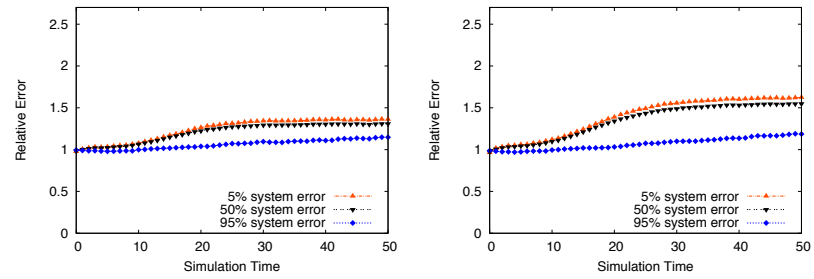 2.5
2
1.5
1
0.5
0
Relative Error
5% system error
50% system error
95% system error
0 10 20 30 40 50
Simulation Time
2.5
2
1.5
1
0.5
0
Relative Error
5% system error
50% system error
95% system error
0 10 20 30 40 50
Simulation Time